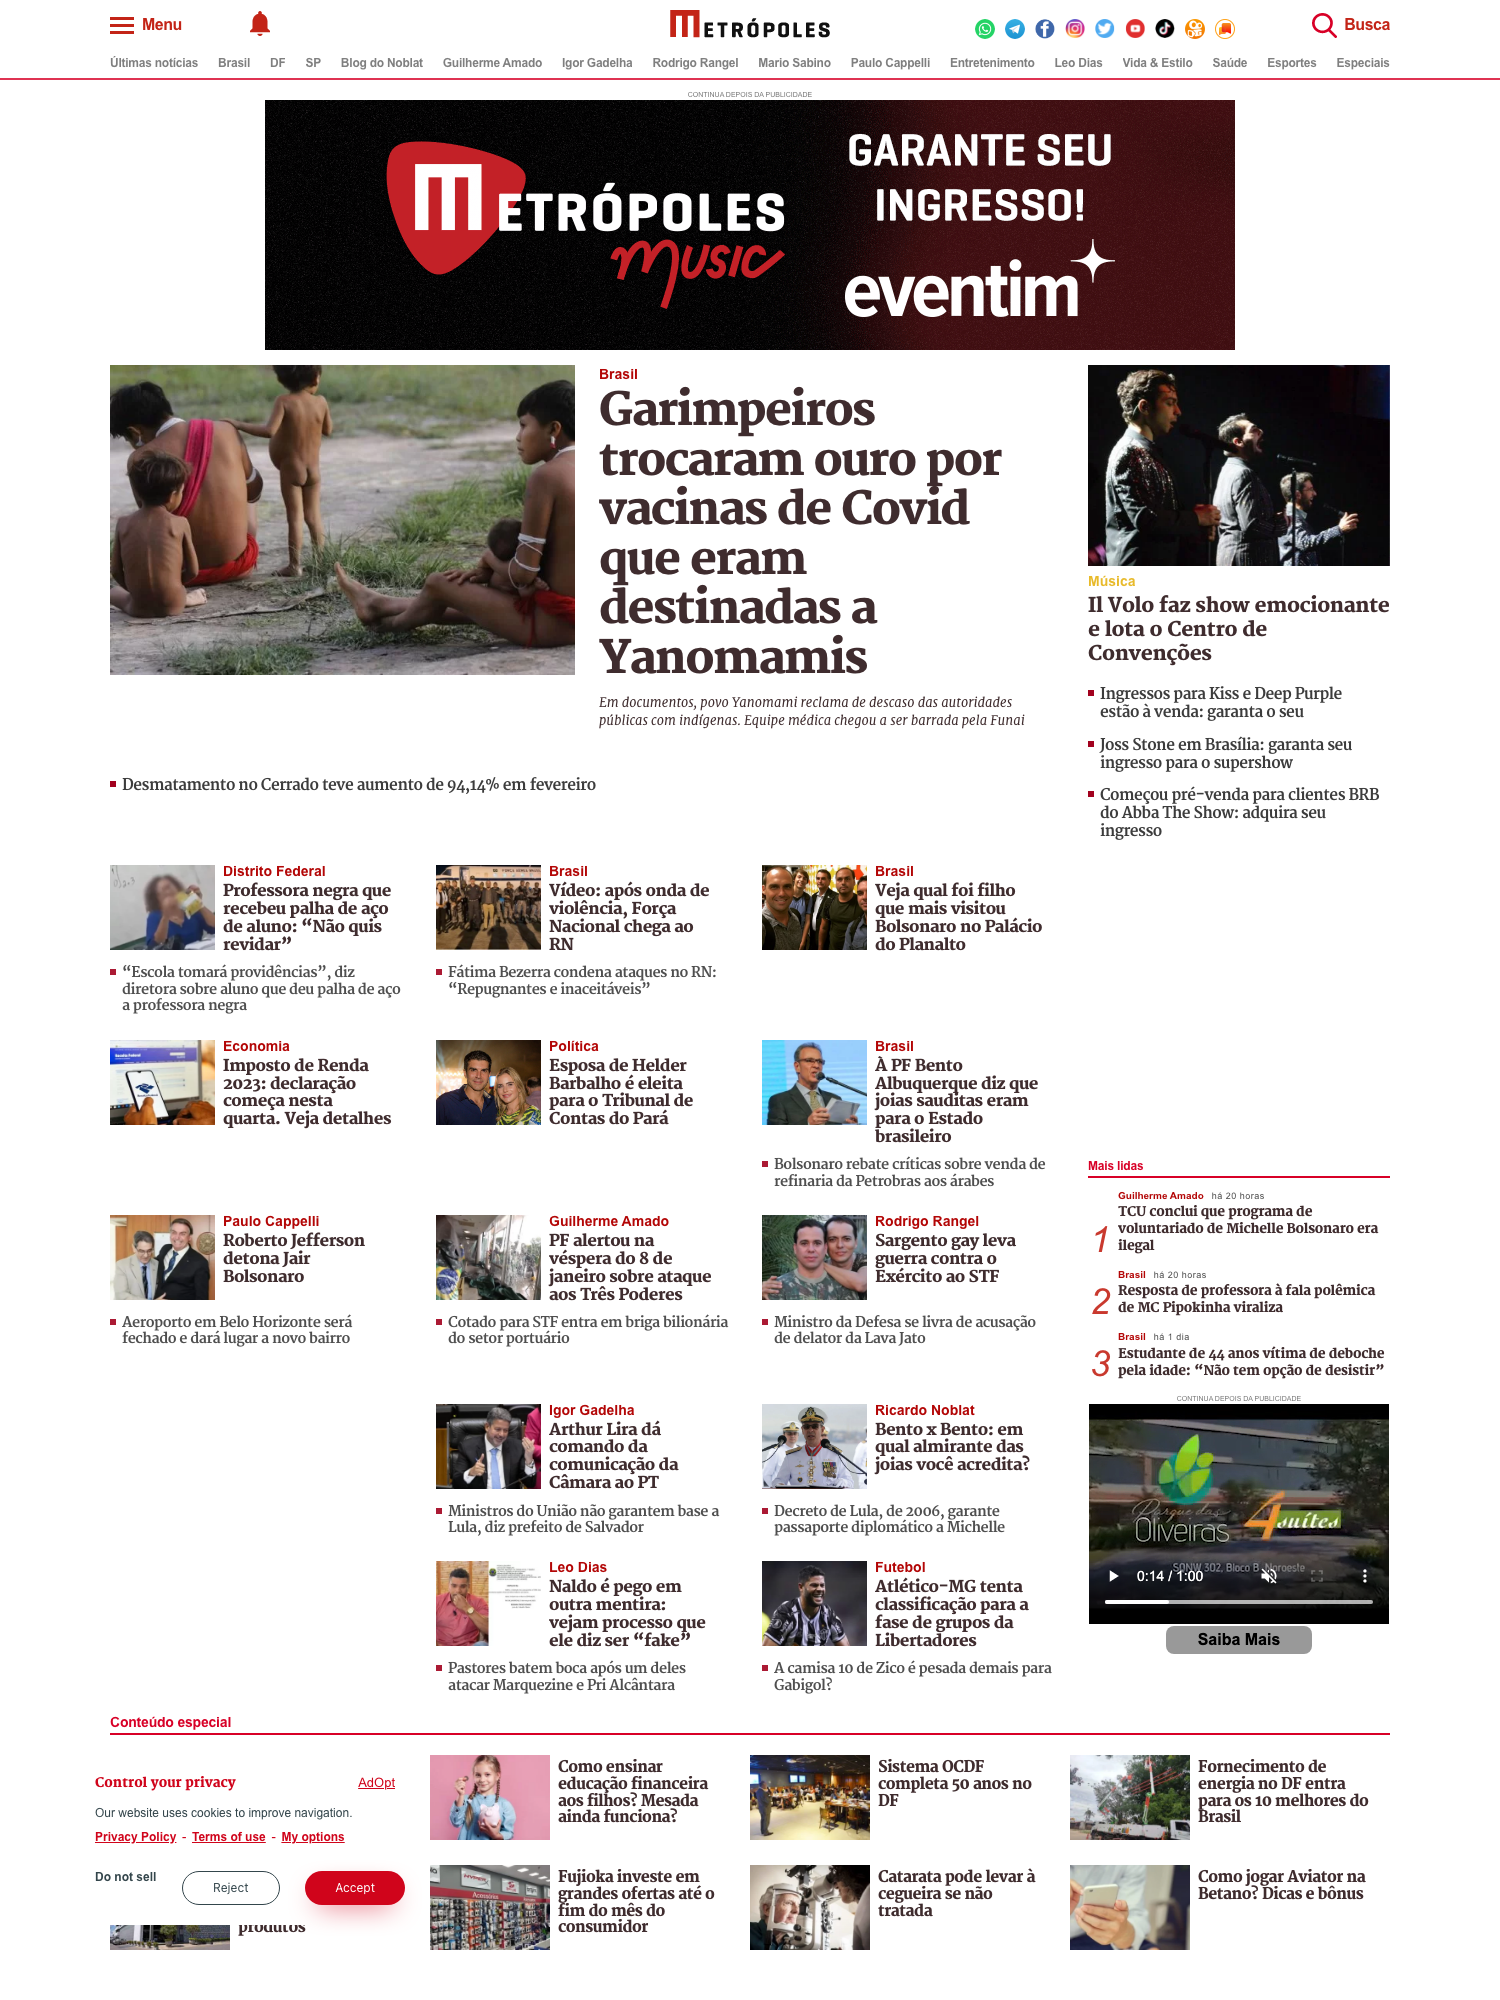 Menu
METRÓPOLES
Busca
Últimas notícias Brasil DF SP Blog do Noblat Guilherme Amado Igor Gadelha Rodrigo Rangel Mario Sabino Paulo Cappelli Entretenimento Leo Dias Vida & Estilo Saúde Esportes Especiais
CONTINUA DEPOIS DA PUBLICIDADE
METRÓPOLES
music
GARANTE SEU
INGRESSO!
eventim
Brasil
Garimpeiros
trocaram ouro por
vacinas de Covid
que eram
destinadas a
Yanomamis
Em documentos, povo Yanomami reclama de descaso das autoridades
públicas com indígenas. Equipe médica chegou a ser barrada pela Funai
Desmatamento no Cerrado teve aumento de 94,14% em fevereiro
Música
Il Volo faz show emocionante
e lota o Centro de
Convenções
Ingressos para Kiss e Deep Purple
estão à venda: garanta o seu
Joss Stone em Brasília: garanta seu
ingresso para o supershow
Começou pré-venda para clientes BRB
do Abba The Show: adquira seu
ingresso
Distrito Federal
Professora negra que
recebeu palha de aço
de aluno: “Não quis
revidar”
“Escola tomará providências”, diz
diretora sobre aluno que deu palha de aço
a professora negra
Brasil
Vídeo: após onda de
violência, Força
Nacional chega ao
RN
Fátima Bezerra condena ataques no RN:
“Repugnantes e inaceitáveis”
Brasil
Veja qual foi filho
que mais visitou
Bolsonaro no Palácio
do Planalto
Economia
Imposto de Renda
2023: declaração
começa nesta
quarta. Veja detalhes
Política
Esposa de Helder
Barbalho é eleita
para o Tribunal de
Contas do Pará
Brasil
À PF Bento
Albuquerque diz que
joias sauditas eram
para o Estado
brasileiro
Bolsonaro rebate críticas sobre venda de
refinaria da Petrobras aos árabes
Paulo Cappelli
Roberto Jefferson
detona Jair
Bolsonaro
Aeroporto em Belo Horizonte será
fechado e dará lugar a novo bairro
Guilherme Amado
PF alertou na
véspera do 8 de
janeiro sobre ataque
aos Três Poderes
Cotado para STF entra em briga bilionária
do setor portuário
Rodrigo Rangel
Sargento gay leva
guerra contra o
Exército ao STF
Ministro da Defesa se livra de acusação
de delator da Lava Jato
Igor Gadelha
Arthur Lira dá
comando da
comunicação da
Câmara ao PT
Ministros do União não garantem base a
Lula, diz prefeito de Salvador
Ricardo Noblat
Bento x Bento: em
qual almirante das
joias você acredita?
Decreto de Lula, de 2006, garante
passaporte diplomático a Michelle
Leo Dias
Naldo é pego em
outra mentira:
vejam processo que
ele diz ser “fake”
Pastores batem boca após um deles
atacar Marquezine e Pri Alcântara
Futebol
Atlético-MG tenta
classificação para a
fase de grupos da
Libertadores
A camisa 10 de Zico é pesada demais para
Gabigol?
Mais lidas
Guilherme Amado há 20 horas
1 TCU conclui que programa de
voluntariado de Michelle Bolsonaro era
ilegal
Brasil há 20 horas
2 Resposta de professora à fala polêmica
de MC Pipokinha viraliza
Brasil há 1 dia
3 Estudante de 44 anos vítima de deboche
pela idade: “Não tem opção de desistir”
CONTINUA DEPOIS DA PUBLICIDADE
Parque das
Oliveiras
4 suítes
SQNW 302, Bloco B, Noroeste
0:14 / 1:00
Saiba Mais
Conteúdo especial
Control your privacy
AdOpt
Our website uses cookies to improve navigation.
Privacy Policy - Terms of use - My options
Do not sell
Reject
Accept
produtos
Como ensinar
educação financeira
aos filhos? Mesada
ainda funciona?
Sistema OCDF
completa 50 anos no
DF
Fornecimento de
energia no DF entra
para os 10 melhores do
Brasil
Fujioka investe em
grandes ofertas até o
fim do mês do
consumidor
Catarata pode levar à
cegueira se não
tratada
Como jogar Aviator na
Betano? Dicas e bônus